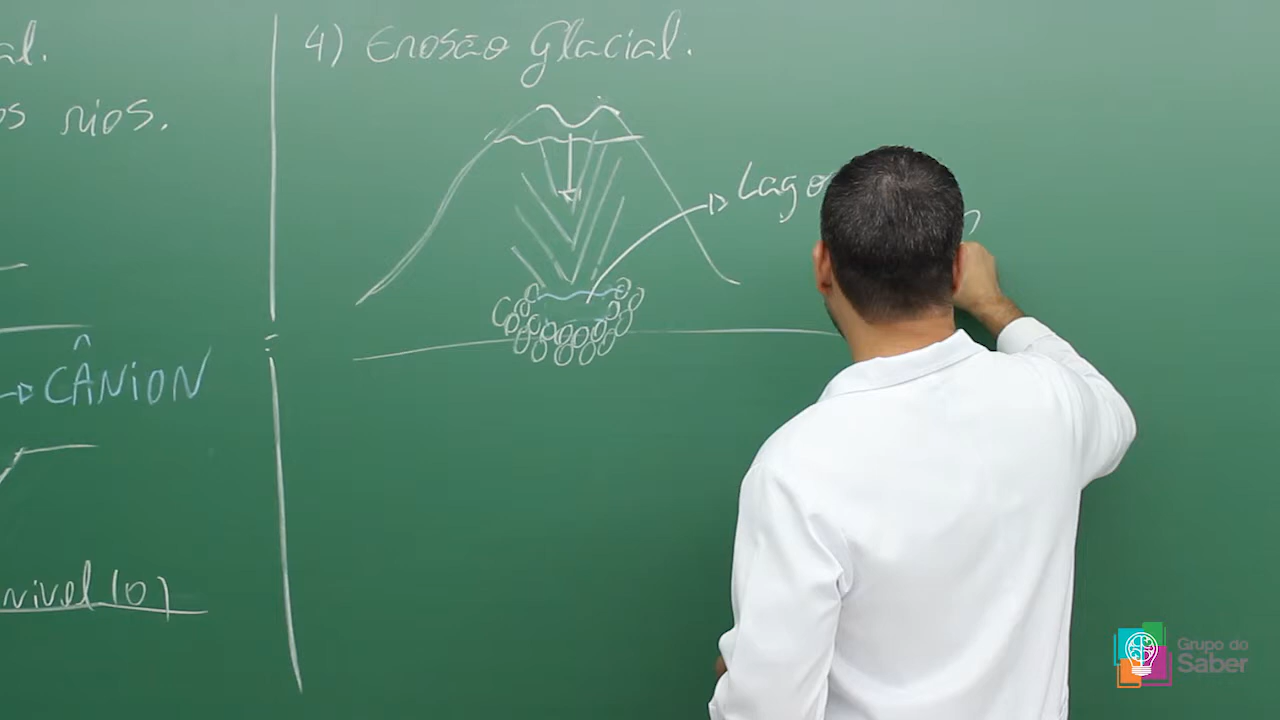 al.
os rios.
CÂNION
nivel (0)
4) Erosão Glacial.
Lago
Grupo do
Saber